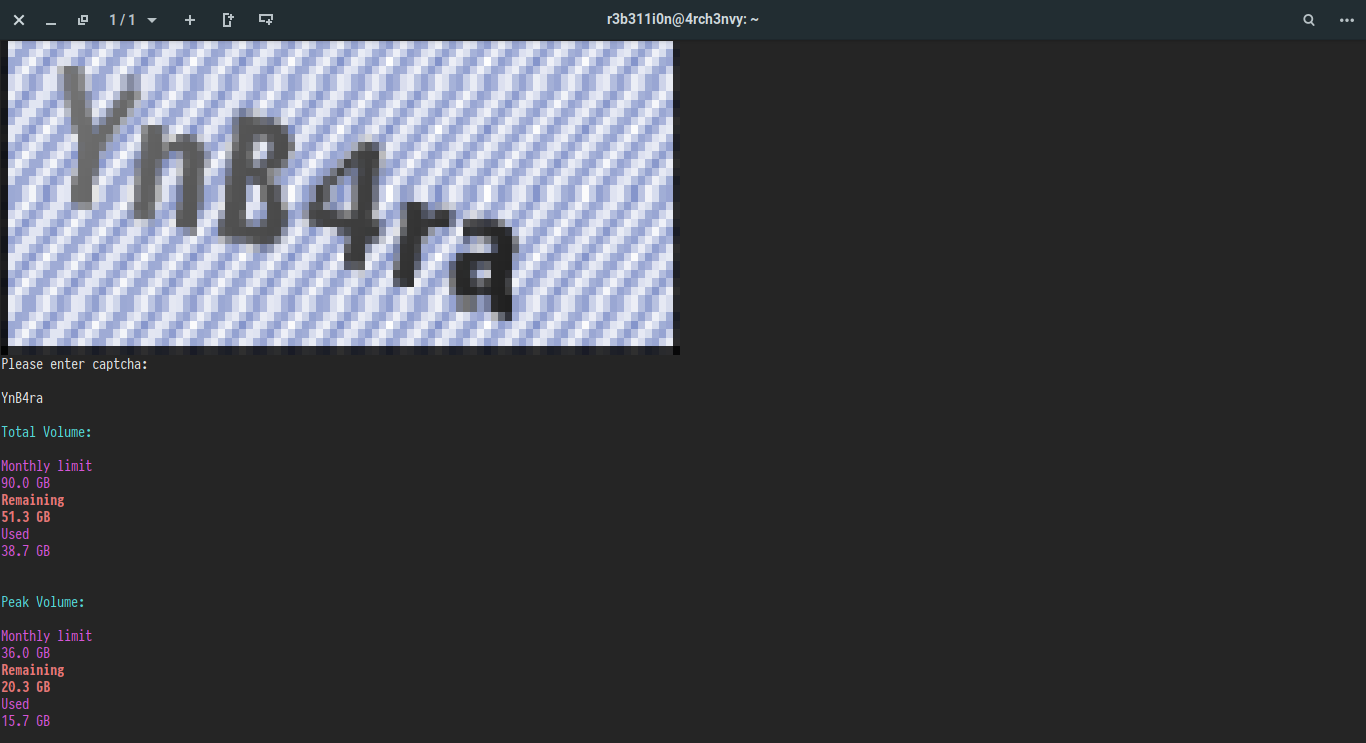 1 / 1
r3b311i0n@4rch3nvy: ~
YnB4ra
Please enter captcha:
YnB4ra
Total Volume:
Monthly limit
90.0 GB
Remaining
51.3 GB
Used
38.7 GB
Peak Volume:
Monthly limit
36.0 GB
Remaining
20.3 GB
Used
15.7 GB